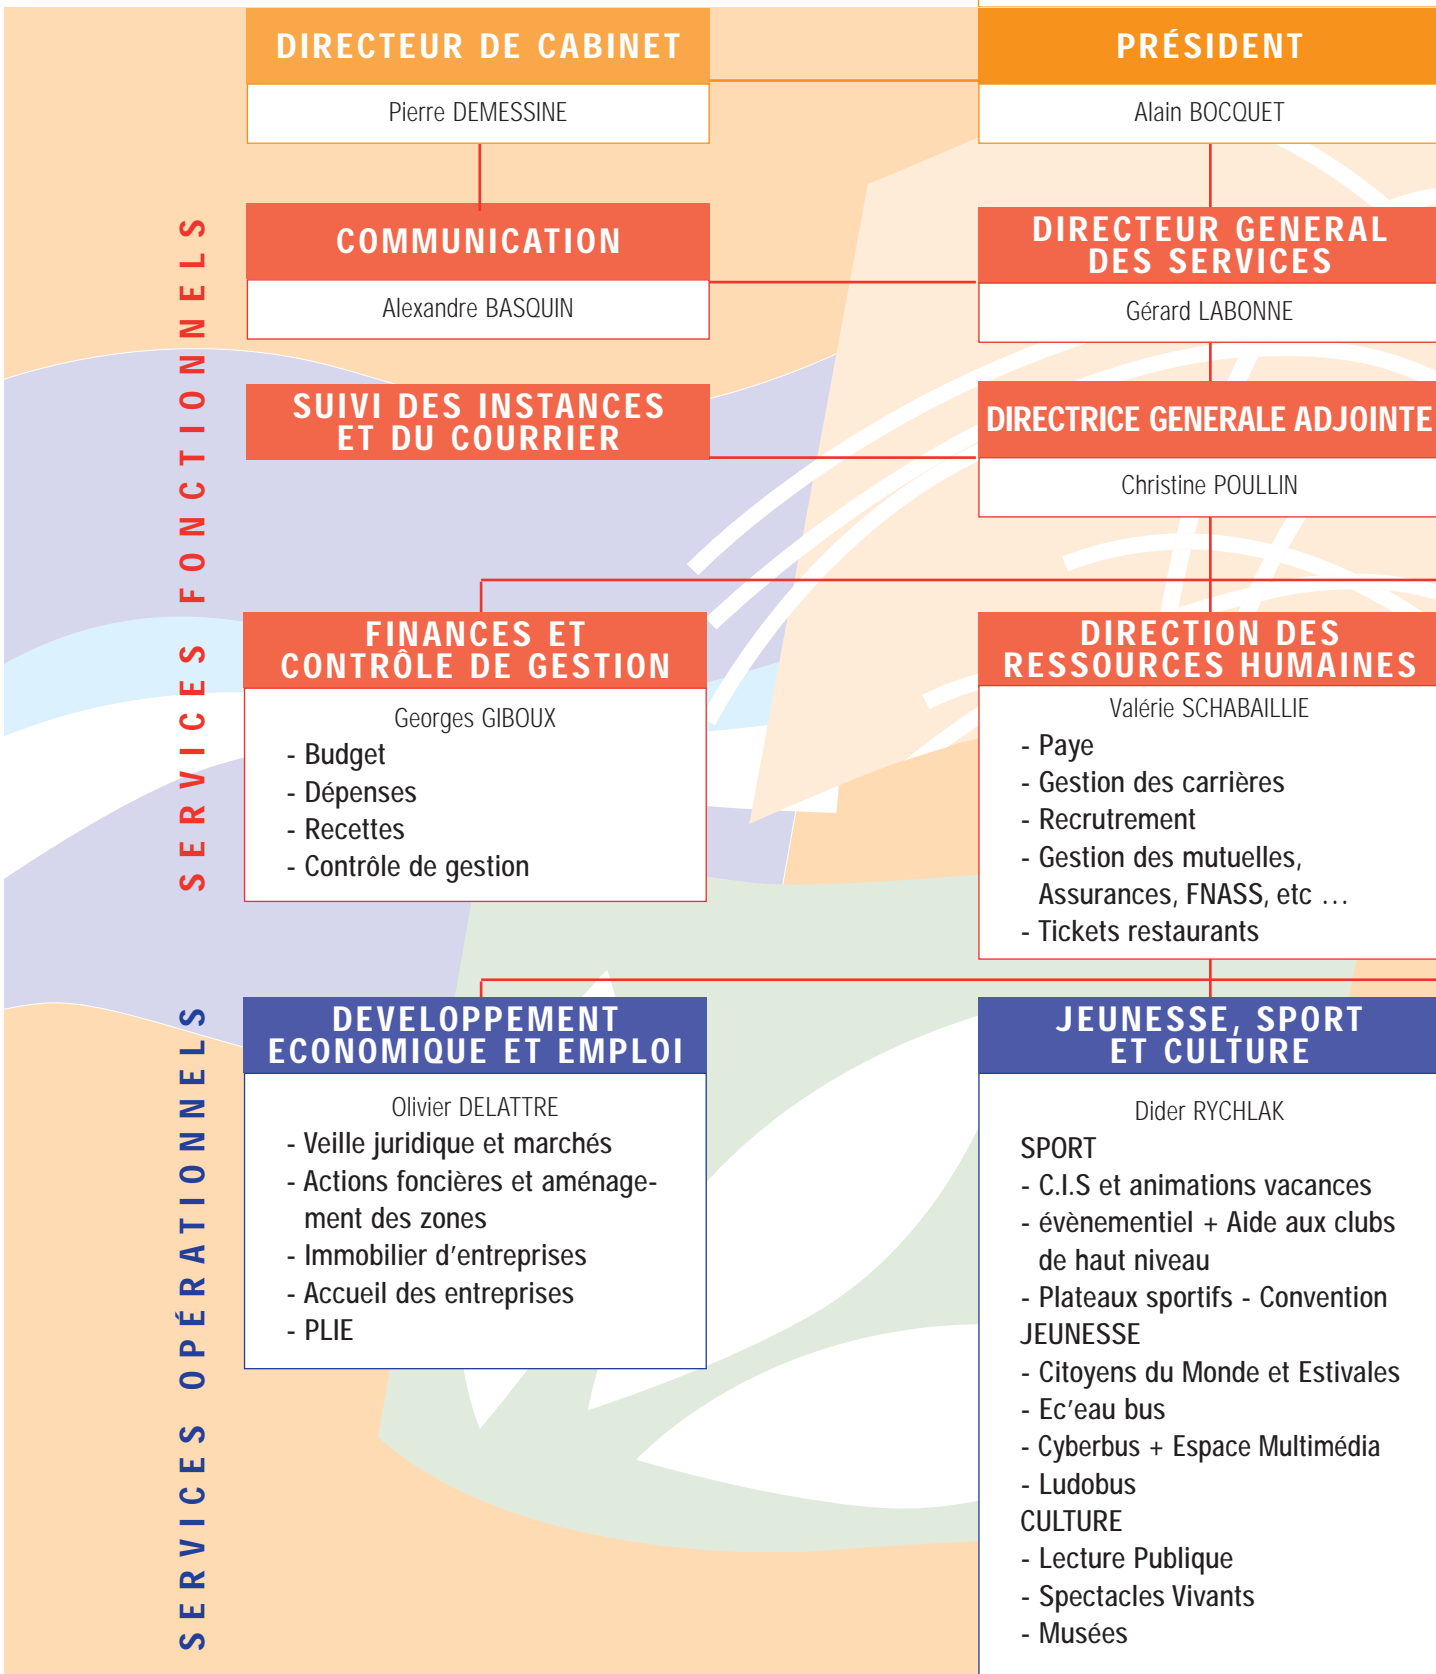 DIRECTEUR DE CABINET
Pierre DEMESSINE
PRÉSIDENT
Alain BOCQUET
SERVICES FONCTIONNELS
COMMUNICATION
Alexandre BASQUIN
DIRECTEUR GENERAL
DES SERVICES
Gérard LABONNE
SUIVI DES INSTANCES
ET DU COURRIER
DIRECTRICE GENERALE ADJOINTE
Christine POULLIN
FINANCES ET
CONTRÔLE DE GESTION
Georges GIBOUX
- Budget
- Dépenses
- Recettes
- Contrôle de gestion
DIRECTION DES
RESSOURCES HUMAINES
Valérie SCHABAILLIE
- Paye
- Gestion des carrières
- Recrutrement
- Gestion des mutuelles,
Assurances, FNASS, etc …
- Tickets restaurants
SERVICES OPÉRATIONNELS
DEVELOPPEMENT
ECONOMIQUE ET EMPLOI
Olivier DELATTRE
- Veille juridique et marchés
- Actions foncières et aménage-
ment des zones
- Immobilier d'entreprises
- Accueil des entreprises
- PLIE
JEUNESSE, SPORT
ET CULTURE
Dider RYCHLAK
SPORT
- C.I.S et animations vacances
- évènementiel + Aide aux clubs
de haut niveau
- Plateaux sportifs - Convention
JEUNESSE
- Citoyens du Monde et Estivales
- Ec'eau bus
- Cyberbus + Espace Multimédia
- Ludobus
CULTURE
- Lecture Publique
- Spectacles Vivants
- Musées